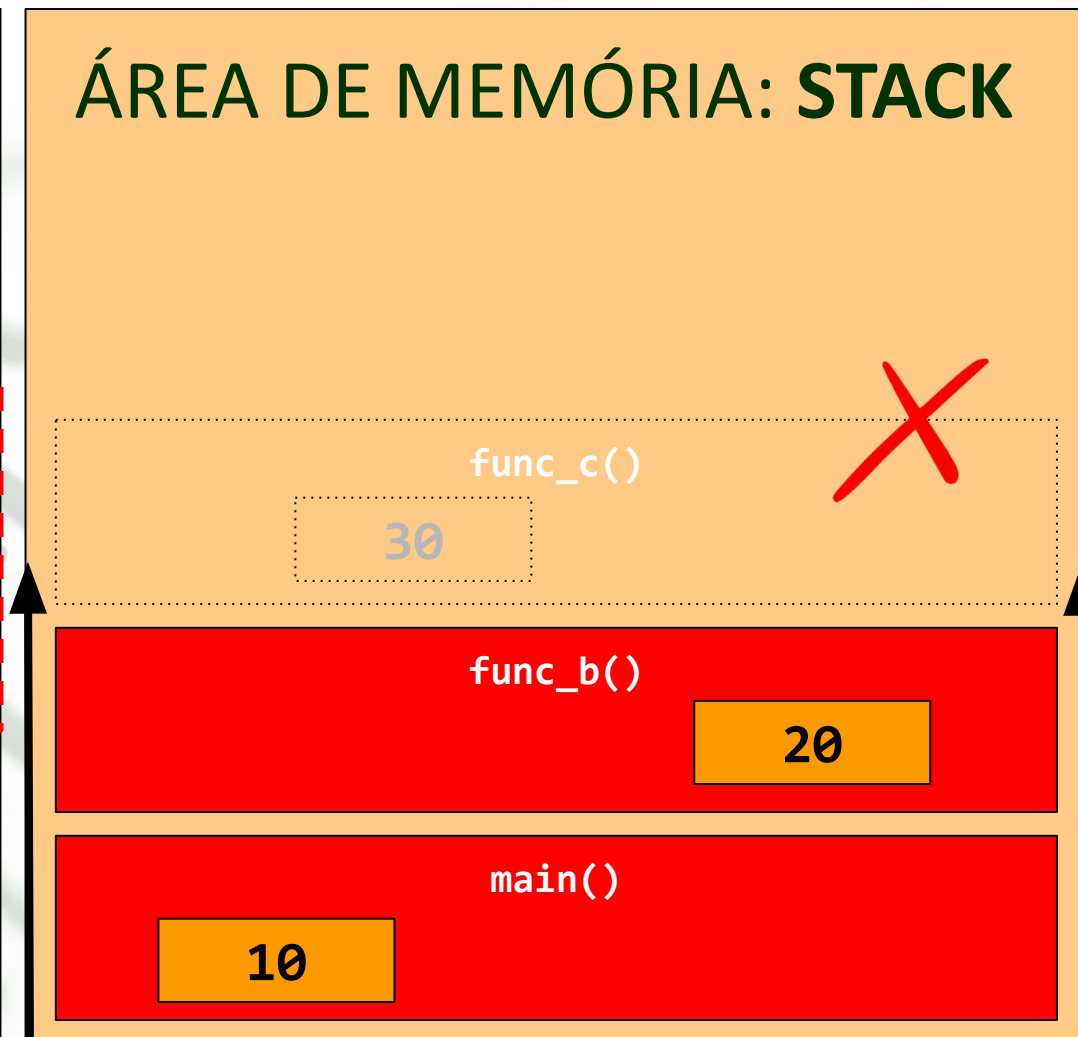 ÁREA DE MEMÓRIA: STACK
func_c()
30
func_b()
20
main()
10